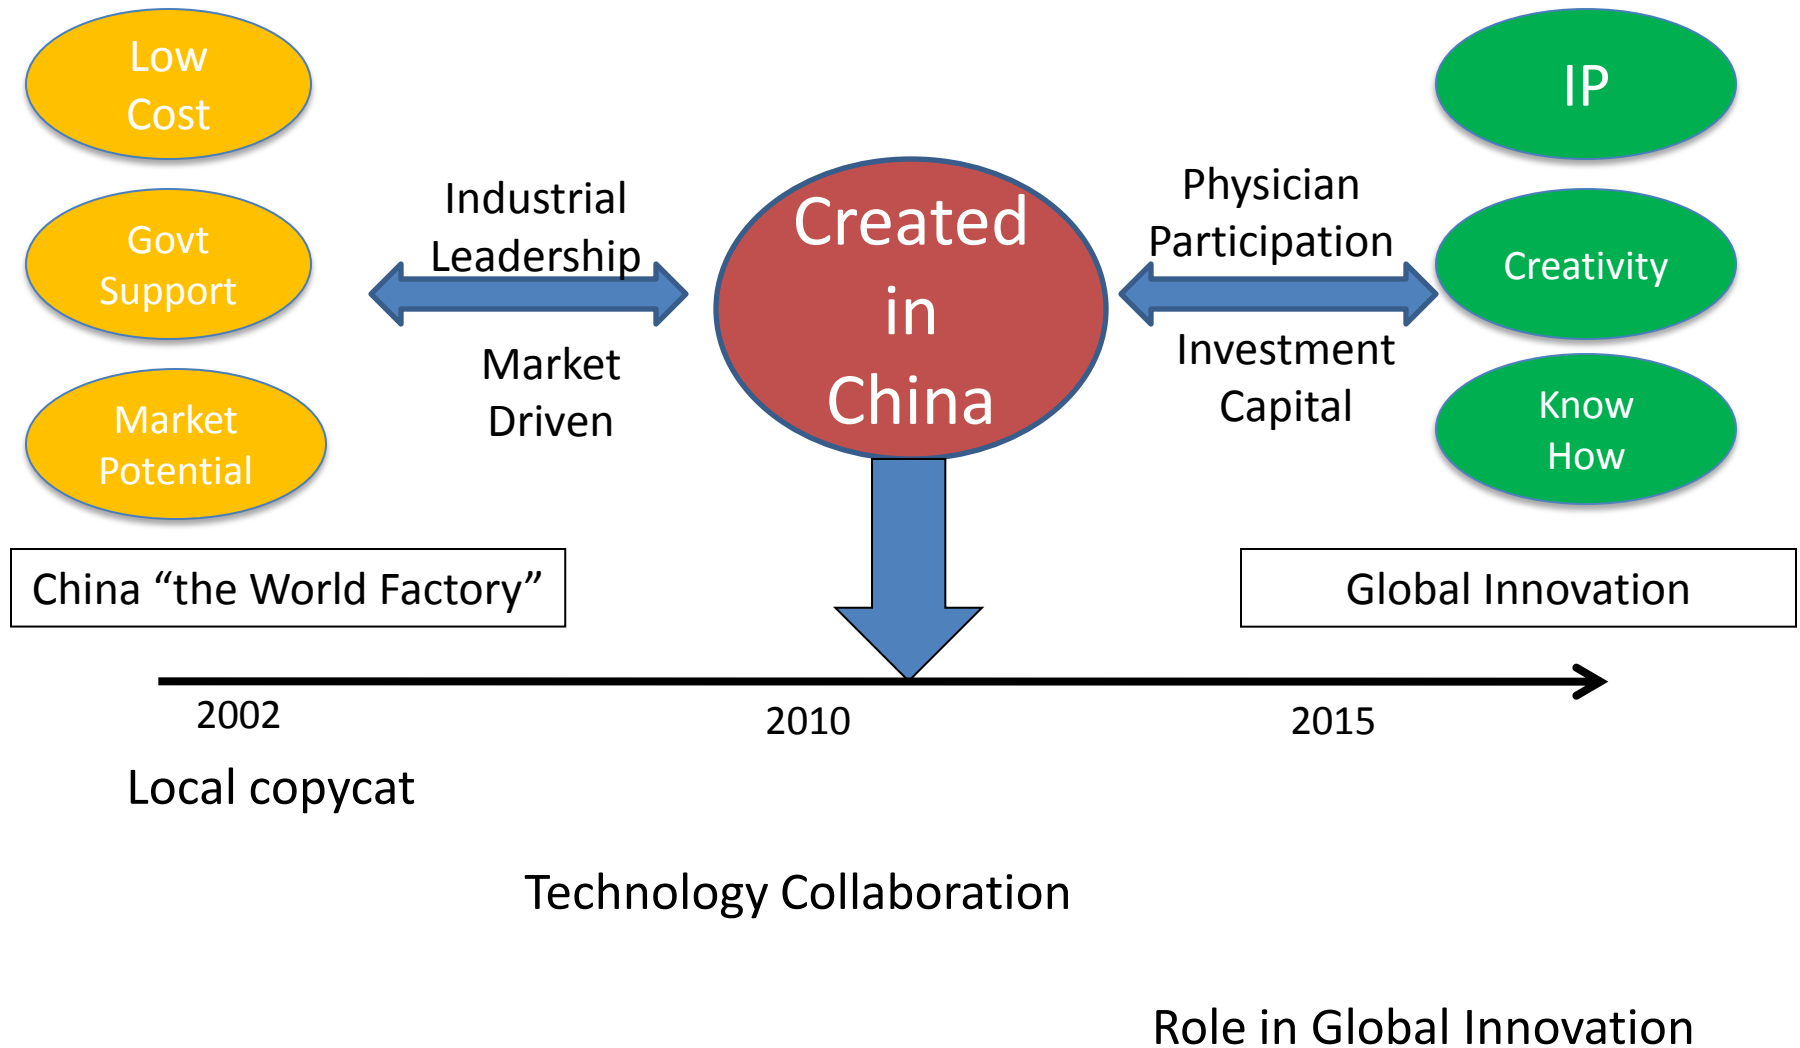 Low
Cost
Govt
Support
Market
Potential
Industrial
Leadership
Market
Driven
Created
in
China
Physician
Participation
Investment
Capital
IP
Creativity
Know
How
China “the World Factory”
Global Innovation
2002
2010
2015
Local copycat
Technology Collaboration
Role in Global Innovation